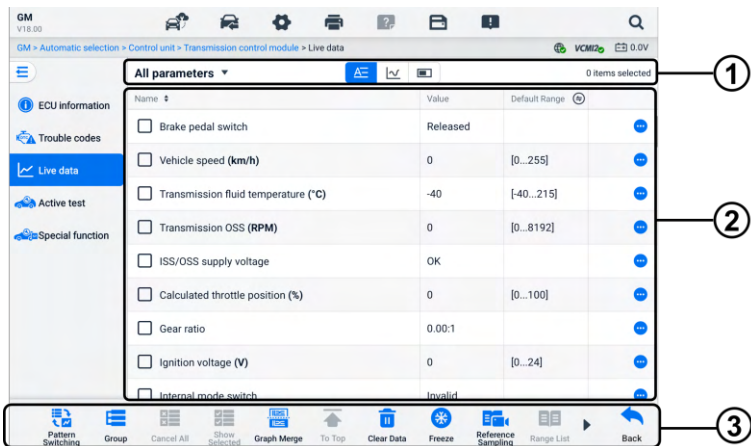 GM
V18.00
GM > Automatic selection > Control unit > Transmission control module > Live data
VCMI2 0.0V
All parameters ▼
0 items selected
1
ECU information
Trouble codes
Live data
Active test
Special function
Name Value Default Range
Brake pedal switch Released
Vehicle speed (km/h) 0 [0...255]
Transmission fluid temperature (°C) -40 [-40...215]
Transmission OSS (RPM) 0 [0...8192]
ISS/OSS supply voltage OK
Calculated throttle position (%) 0 [0...100]
Gear ratio 0.00:1
Ignition voltage (V) 0 [0...24]
Internal mode switch Invalid
2
Pattern Switching
Group
Cancel All
Show Selected
Graph Merge
To Top
Clear Data
Freeze
Reference Sampling
Range List
Back
3